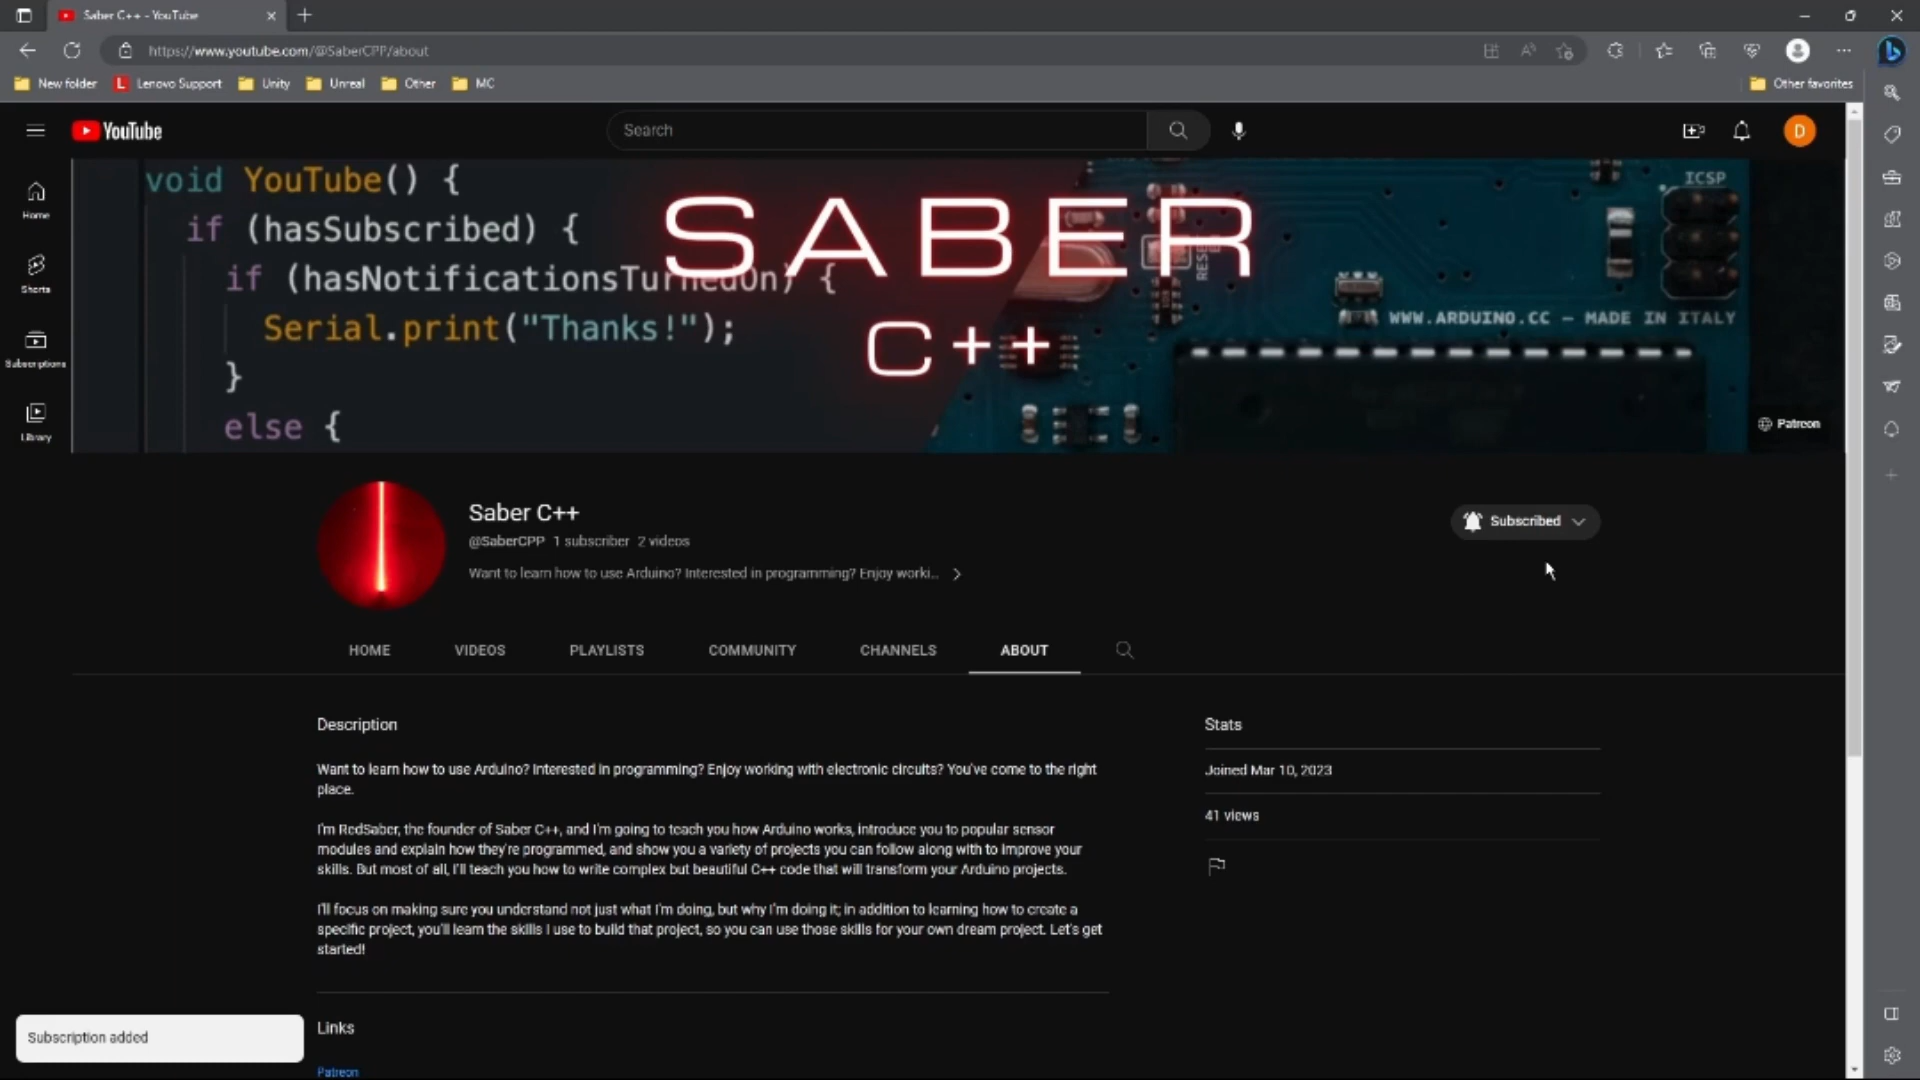 Saber C++ - YouTube
https://www.youtube.com/@SaberCPP/about
New folder
L Lenovo Support
Unity
Unreal
Other
MC
Other favorites
YouTube
Search
D
Home
Shorts
Subscriptions
Library
void YouTube() {
if (hasSubscribed) {
if (hasNotificationsTurnedOn) {
Serial.print("Thanks!");
}
else {
SABER
C++
ICSP
RESET
WWW.ARDUINO.CC – MADE IN ITALY
Patreon
Saber C++
@SaberCPP 1 subscriber 2 videos
Want to learn how to use Arduino? Interested in programming? Enjoy worki...
Subscribed
HOME
VIDEOS
PLAYLISTS
COMMUNITY
CHANNELS
ABOUT
Description
Want to learn how to use Arduino? Interested in programming? Enjoy working with electronic circuits? You've come to the right
place.
I'm RedSaber, the founder of Saber C++, and I'm going to teach you how Arduino works, introduce you to popular sensor
modules and explain how they're programmed, and show you a variety of projects you can follow along with to improve your
skills. But most of all, I'll teach you how to write complex but beautiful C++ code that will transform your Arduino projects.
I'll focus on making sure you understand not just what I'm doing, but why I'm doing it; in addition to learning how to create a
specific project, you'll learn the skills I use to build that project, so you can use those skills for your own dream project. Let's get
started!
Links
Patreon
Stats
Joined Mar 10, 2023
41 views
Subscription added